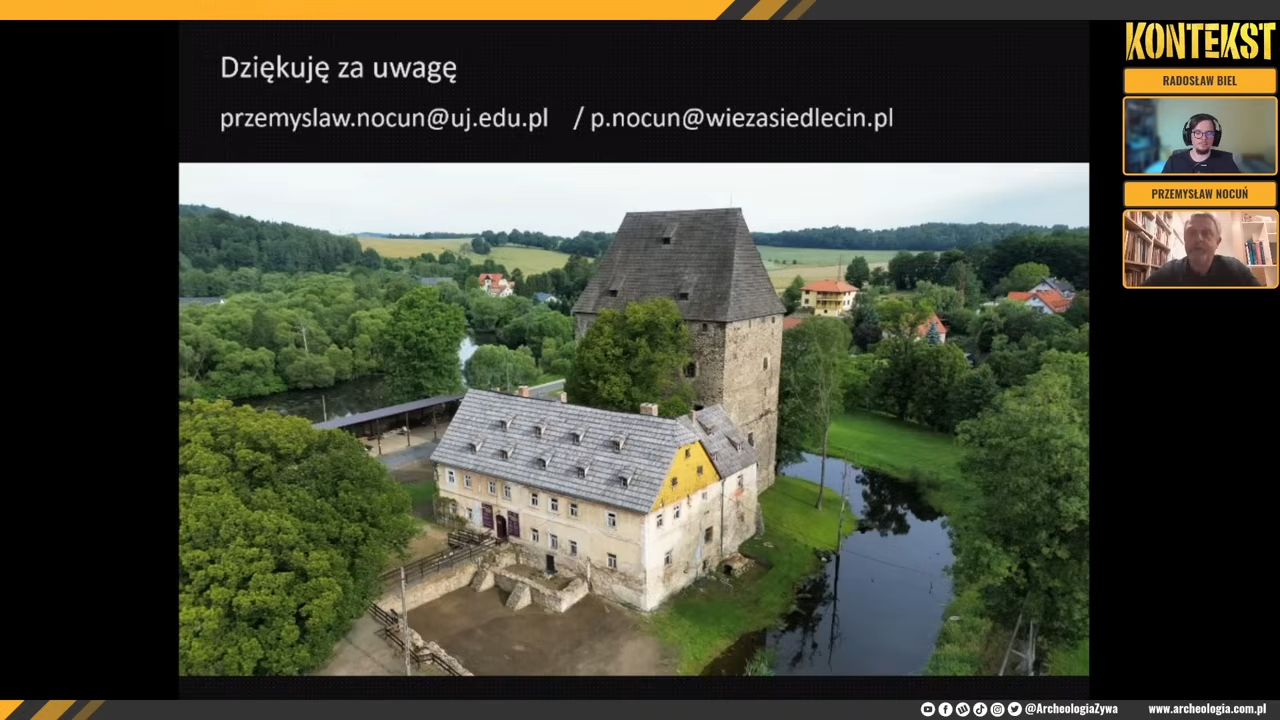 KONTEKST
Dziękuję za uwagę
przemyslaw.nocun@uj.edu.pl / p.nocun@wiezasiedlecin.pl
RADOSŁAW BIEL
PRZEMYSŁAW NOCUŃ
@ArcheologiaZywa www.archeologia.com.pl